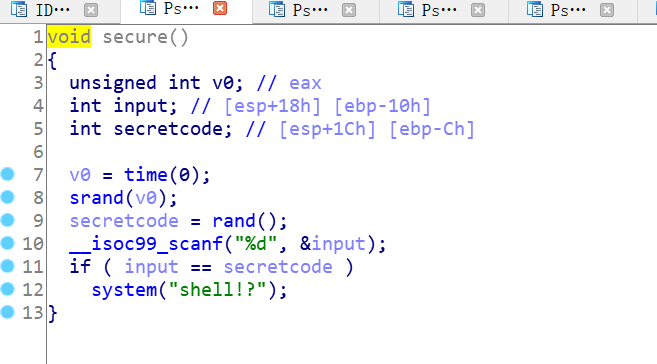 ID··· Ps··· Ps··· Ps··· Ps···
1 void secure()
2 {
3 unsigned int v0; // eax
4 int input; // [esp+18h] [ebp-10h]
5 int secretcode; // [esp+1Ch] [ebp-Ch]
6
7 v0 = time(0);
8 srand(v0);
9 secretcode = rand();
10 __isoc99_scanf("%d", &input);
11 if ( input == secretcode )
12 system("shell!?");
13 }